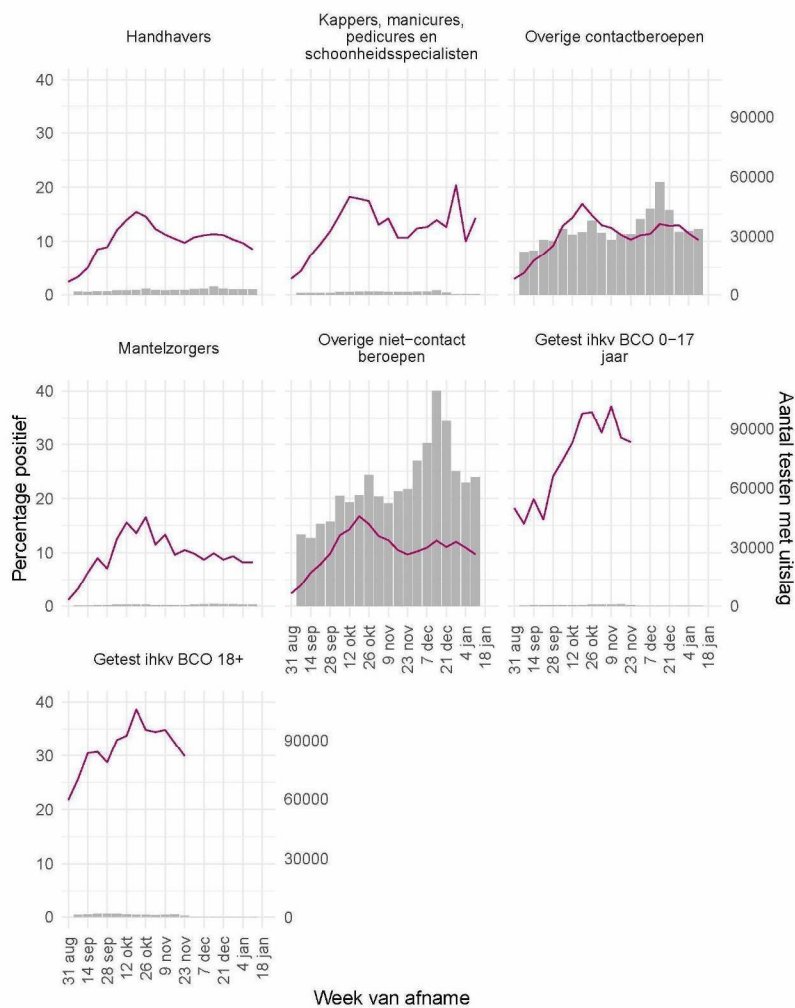 Handhavers
Kappers, manicures,
pedicures en
schoonheidsspecialisten
Overige contactberoepen
40
30
20
10
0
90000
60000
30000
0
Mantelzorgers
Overige niet−contact
beroepen
Getest ihkv BCO 0−17
jaar
Percentage positief
40
30
20
10
0
90000
60000
30000
0
Aantal testen met uitslag
31 aug
14 sep
28 sep
12 okt
26 okt
9 nov
23 nov
7 dec
21 dec
4 jan
18 jan
31 aug
14 sep
28 sep
12 okt
26 okt
9 nov
23 nov
7 dec
21 dec
4 jan
18 jan
Getest ihkv BCO 18+
40
30
20
10
0
90000
60000
30000
0
31 aug
14 sep
28 sep
12 okt
26 okt
9 nov
23 nov
7 dec
21 dec
4 jan
18 jan
Week van afname